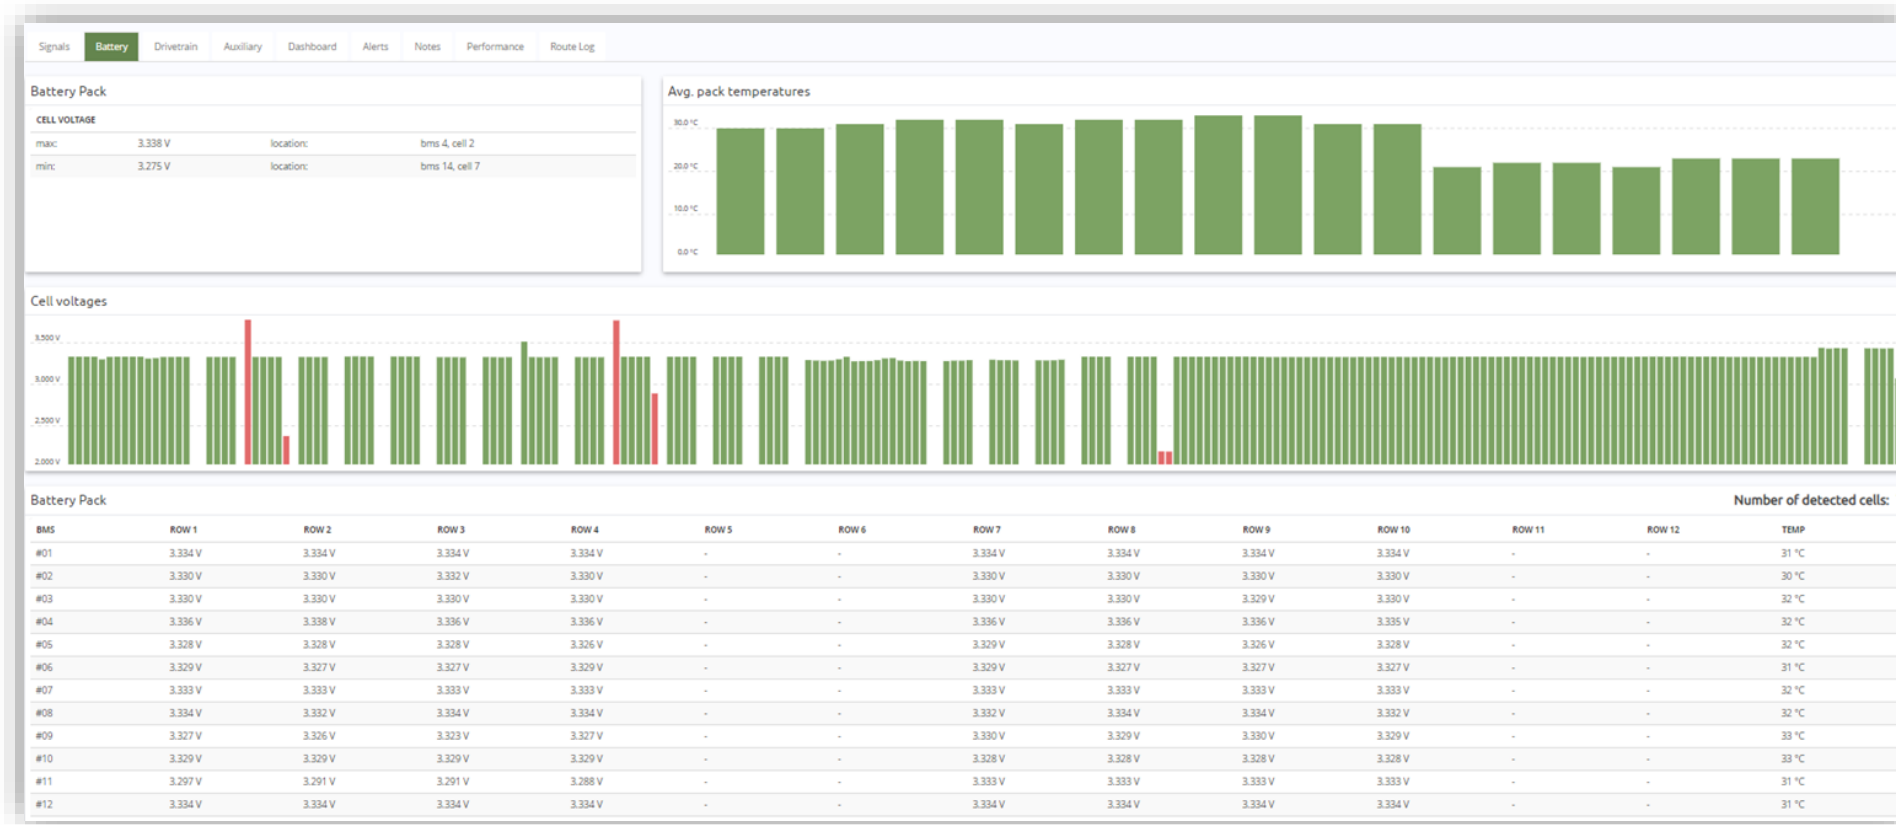 Signals Battery Drivetrain Auxiliary Dashboard Alerts Notes Performance Route Log
Battery Pack
CELL VOLTAGE
max: 3.338 V location: bms 4, cell 2
min: 3.275 V location: bms 14, cell 7
Avg. pack temperatures
30.0 °C
20.0 °C
10.0 °C
0.0 °C
Cell voltages
3.500 V
3.000 V
2.500 V
2.000 V
Battery Pack Number of detected cells:
BMS ROW 1 ROW 2 ROW 3 ROW 4 ROW 5 ROW 6 ROW 7 ROW 8 ROW 9 ROW 10 ROW 11 ROW 12 TEMP
#01 3.334 V 3.334 V 3.334 V 3.334 V - - 3.334 V 3.334 V 3.334 V 3.334 V - - 31 °C
#02 3.330 V 3.330 V 3.332 V 3.330 V - - 3.330 V 3.330 V 3.330 V 3.330 V - - 30 °C
#03 3.330 V 3.330 V 3.330 V 3.330 V - - 3.330 V 3.330 V 3.329 V 3.330 V - - 32 °C
#04 3.336 V 3.338 V 3.336 V 3.336 V - - 3.336 V 3.336 V 3.336 V 3.335 V - - 32 °C
#05 3.328 V 3.328 V 3.328 V 3.326 V - - 3.329 V 3.328 V 3.326 V 3.328 V - - 32 °C
#06 3.329 V 3.327 V 3.327 V 3.329 V - - 3.329 V 3.327 V 3.327 V 3.327 V - - 31 °C
#07 3.333 V 3.333 V 3.333 V 3.333 V - - 3.333 V 3.333 V 3.333 V 3.333 V - - 32 °C
#08 3.334 V 3.332 V 3.334 V 3.334 V - - 3.332 V 3.334 V 3.334 V 3.332 V - - 32 °C
#09 3.327 V 3.326 V 3.323 V 3.327 V - - 3.330 V 3.329 V 3.330 V 3.329 V - - 33 °C
#10 3.329 V 3.329 V 3.329 V 3.329 V - - 3.328 V 3.328 V 3.328 V 3.328 V - - 33 °C
#11 3.297 V 3.291 V 3.291 V 3.288 V - - 3.333 V 3.333 V 3.333 V 3.333 V - - 31 °C
#12 3.334 V 3.334 V 3.334 V 3.334 V - - 3.334 V 3.334 V 3.334 V 3.334 V - - 31 °C